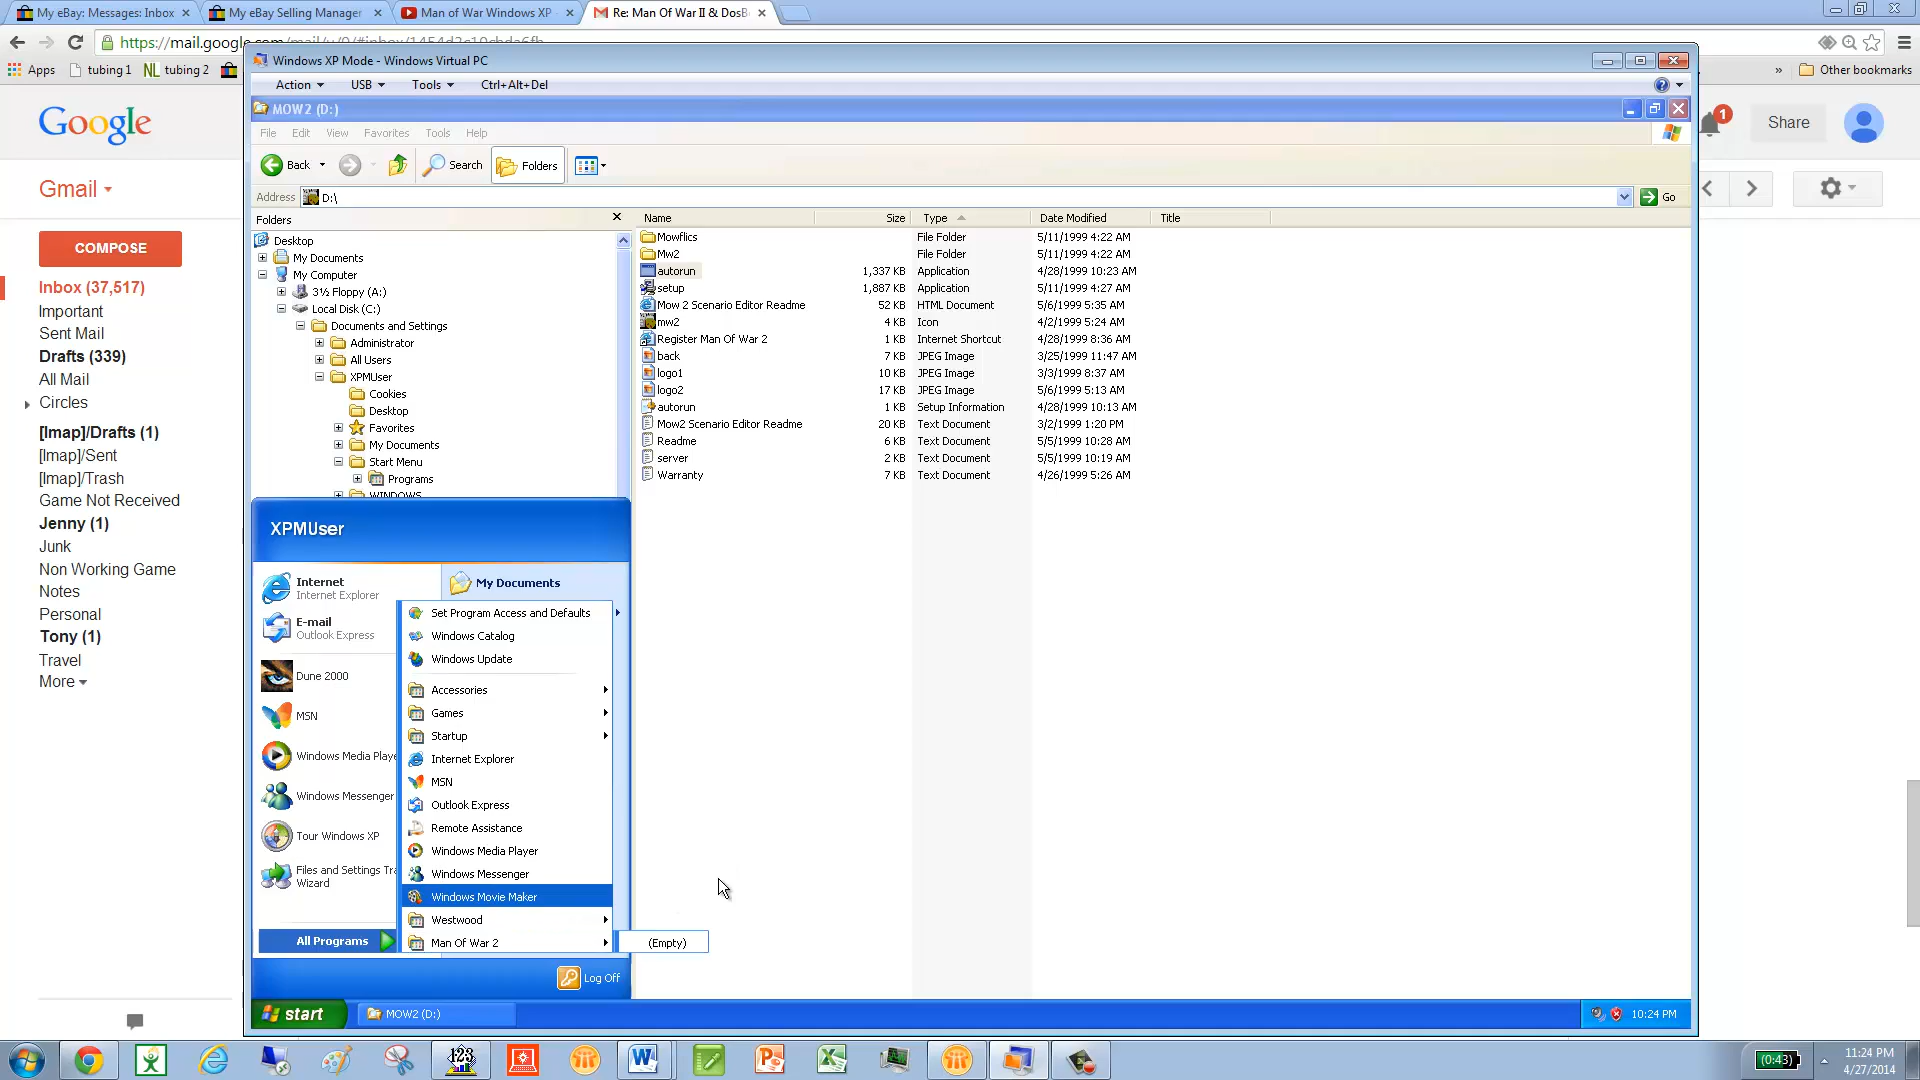 My eBay: Messages: Inbox
My eBay Selling Manager
Man of War Windows XP
Re: Man Of War II & DosB
https://mail.google.com/mail/u/0/#inbox/1454d3c19cbda6fb
Apps
tubing 1
NL tubing 2
»
Other bookmarks
Google
1
Share
Gmail
COMPOSE
Inbox (37,517)
Important
Sent Mail
Drafts (339)
All Mail
Circles
[Imap]/Drafts (1)
[Imap]/Sent
[Imap]/Trash
Game Not Received
Jenny (1)
Junk
Non Working Game
Notes
Personal
Tony (1)
Travel
More
Windows XP Mode - Windows Virtual PC
Action USB Tools Ctrl+Alt+Del
MOW2 (D:)
File Edit View Favorites Tools Help
Back Search Folders
Address D:\ Go
Folders
Desktop
My Documents
My Computer
3½ Floppy (A:)
Local Disk (C:)
Documents and Settings
Administrator
All Users
XPMUser
Cookies
Desktop
Favorites
My Documents
Start Menu
Programs
WINDOWS
Name Size Type Date Modified Title
Mowflics File Folder 5/11/1999 4:22 AM
Mw2 File Folder 5/11/1999 4:22 AM
autorun 1,337 KB Application 4/28/1999 10:23 AM
setup 1,887 KB Application 5/11/1999 4:27 AM
Mow 2 Scenario Editor Readme 52 KB HTML Document 5/6/1999 5:35 AM
mw2 4 KB Icon 4/2/1999 5:24 AM
Register Man Of War 2 1 KB Internet Shortcut 4/28/1999 8:36 AM
back 7 KB JPEG Image 3/25/1999 11:47 AM
logo1 10 KB JPEG Image 3/3/1999 8:37 AM
logo2 17 KB JPEG Image 5/6/1999 5:13 AM
autorun 1 KB Setup Information 4/28/1999 10:13 AM
Mow2 Scenario Editor Readme 20 KB Text Document 3/2/1999 1:20 PM
Readme 6 KB Text Document 5/5/1999 10:28 AM
server 2 KB Text Document 5/5/1999 10:19 AM
Warranty 7 KB Text Document 4/26/1999 5:26 AM
XPMUser
Internet
Internet Explorer
E-mail
Outlook Express
Dune 2000
MSN
Windows Media Playe
Windows Messenger
Tour Windows XP
Files and Settings Tra
Wizard
All Programs
My Documents
Set Program Access and Defaults
Windows Catalog
Windows Update
Accessories
Games
Startup
Internet Explorer
MSN
Outlook Express
Remote Assistance
Windows Media Player
Windows Messenger
Windows Movie Maker
Westwood
Man Of War 2
(Empty)
Log Off
start
MOW2 (D:)
10:24 PM
123
(0:43)
11:24 PM
4/27/2014